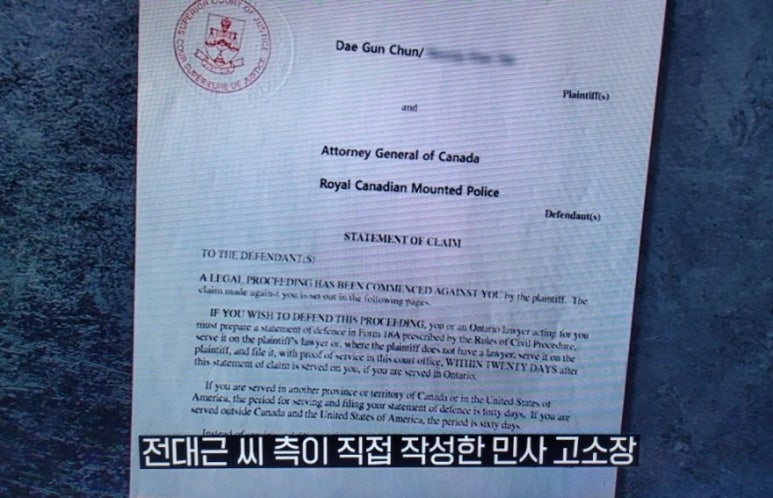 SUPERIOR COURT OF JUSTICE
COUR SUPÉRIEURE DE JUSTICE
Dae Gun Chun/
Plaintiff(s)
and
Attorney General of Canada
Royal Canadian Mounted Police
Defendant(s)
STATEMENT OF CLAIM
TO THE DEFENDANT(S)
A LEGAL PROCEEDING HAS BEEN COMMENCED AGAINST YOU by the plaintiff. The
claim made against you is set out in the following pages.
IF YOU WISH TO DEFEND THIS PROCEEDING, you or an Ontario lawyer acting for you
must prepare a statement of defence in Form 18A prescribed by the Rules of Civil Procedure,
serve it on the plaintiff's lawyer or, where the plaintiff does not have a lawyer, serve it on the
plaintiff, and file it, with proof of service in this court office, WITHIN TWENTY DAYS after
this statement of claim is served on you, if you are served in Ontario.
If you are served in another province or territory of Canada or in the United States of
America, the period for serving and filing your statement of defence is forty days. If you are
served outside Canada and the United States of America, the period is sixty days.
전대근 씨 측이 직접 작성한 민사 고소장